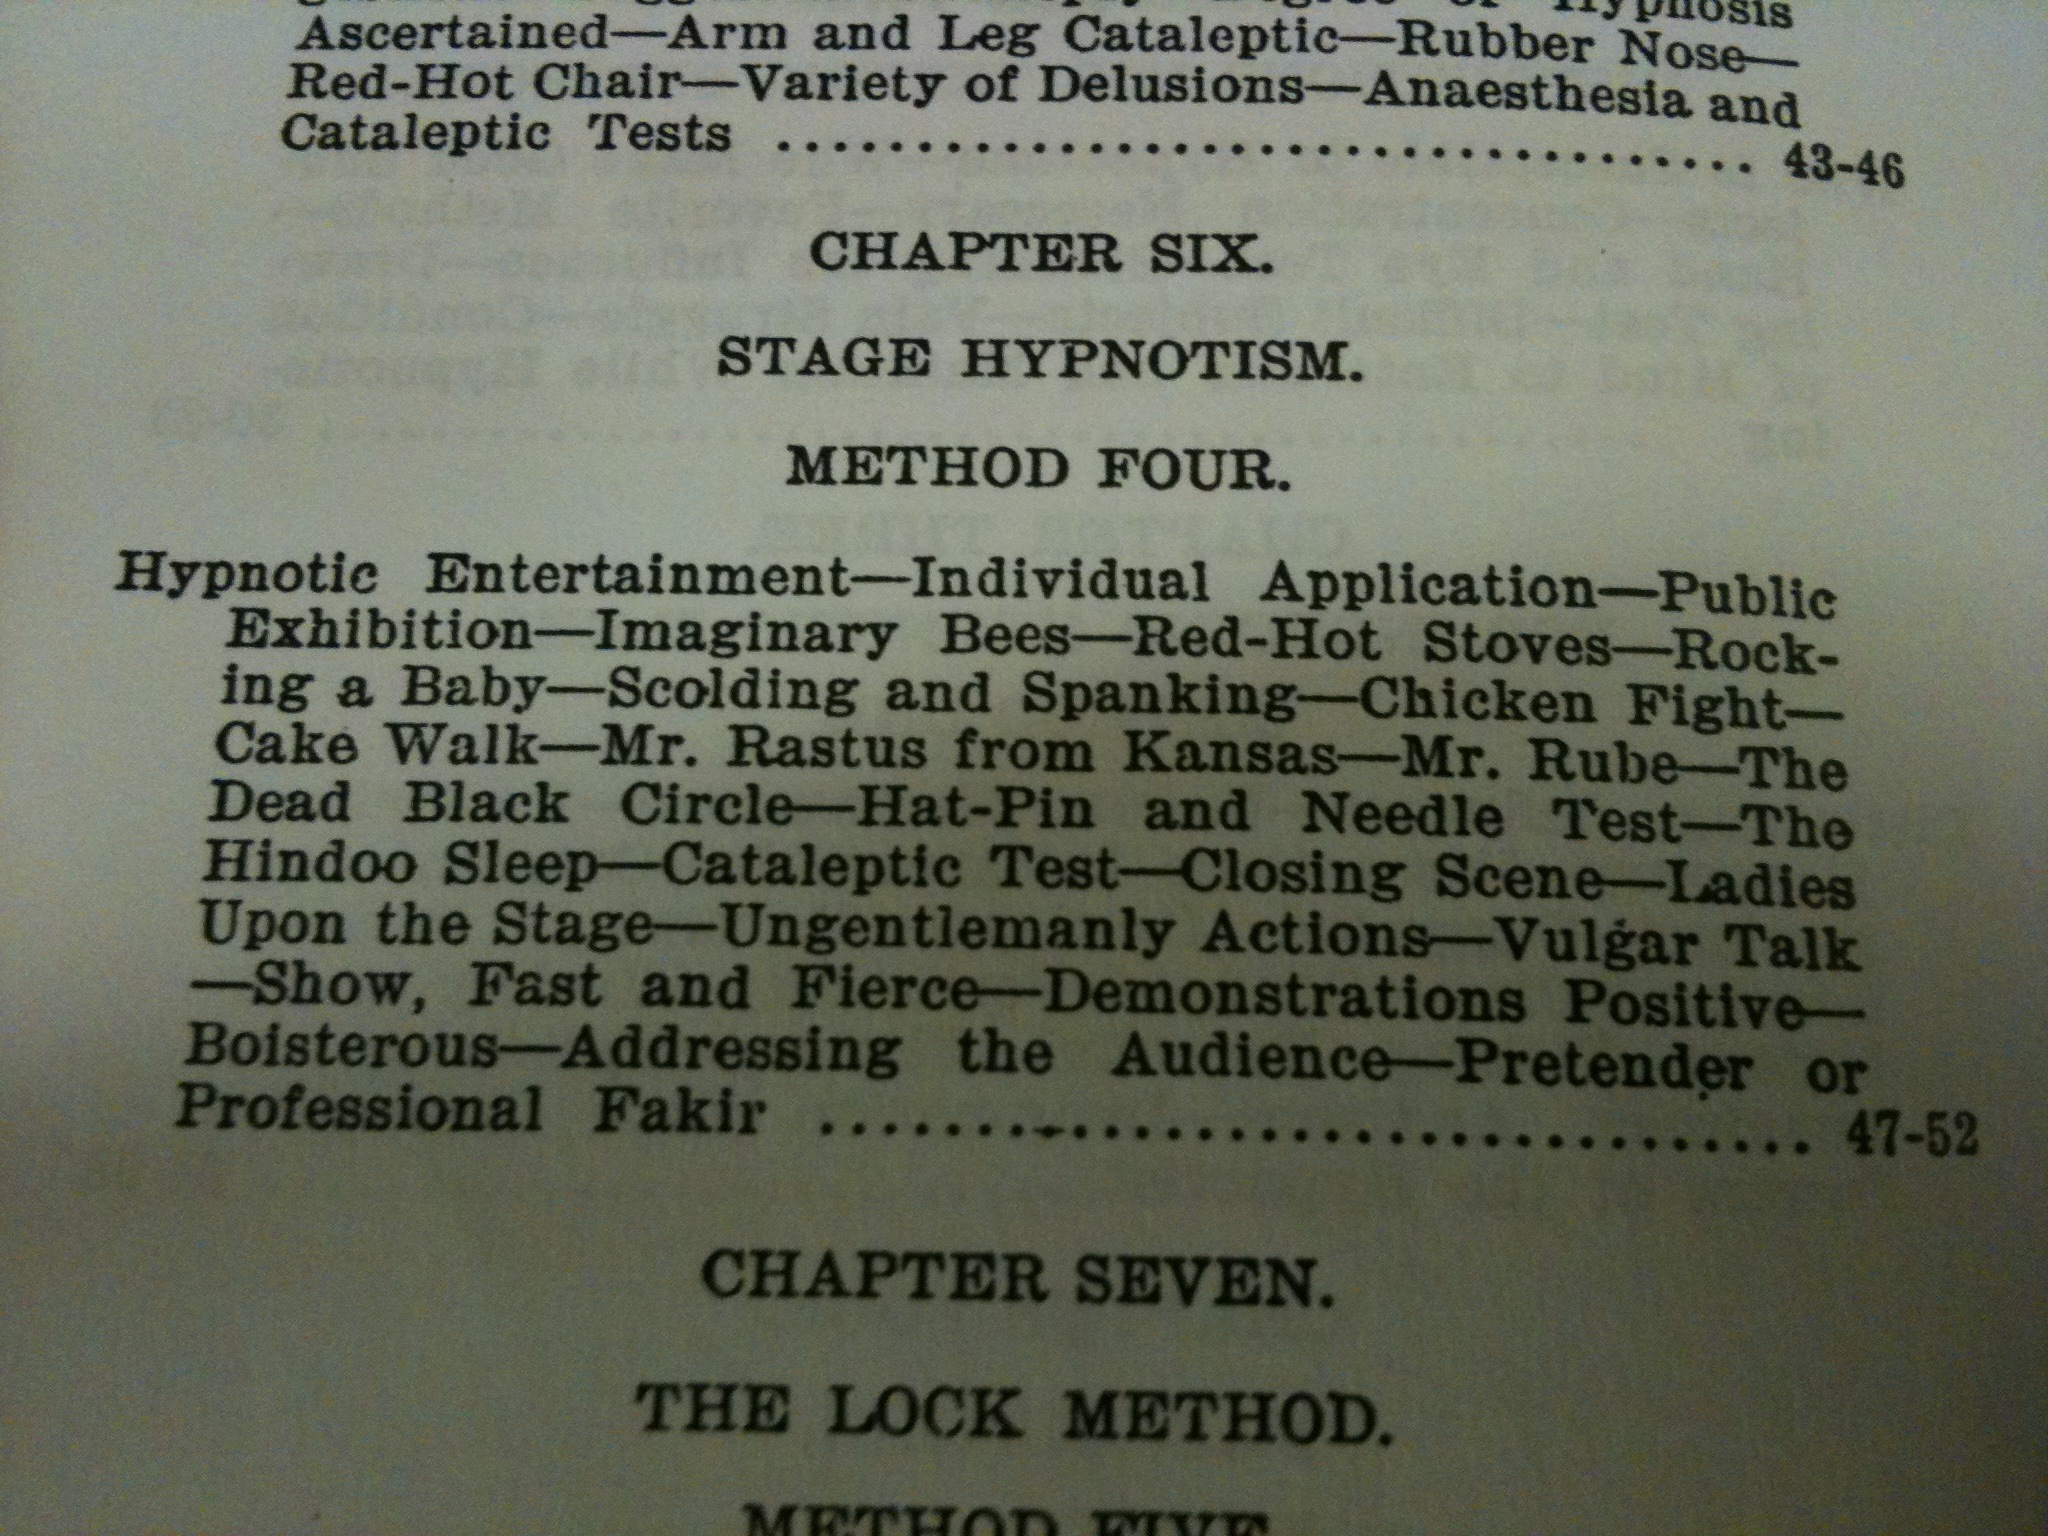 Hypnosis
Ascertained—Arm and Leg Cataleptic—Rubber Nose—
Red-Hot Chair—Variety of Delusions—Anaesthesia and
Cataleptic Tests .................................. 43-46
CHAPTER SIX.
STAGE HYPNOTISM.
METHOD FOUR.
Hypnotic Entertainment—Individual Application—Public
Exhibition—Imaginary Bees—Red-Hot Stoves—Rock-
ing a Baby—Scolding and Spanking—Chicken Fight—
Cake Walk—Mr. Rastus from Kansas—Mr. Rube—The
Dead Black Circle—Hat-Pin and Needle Test—The
Hindoo Sleep—Cataleptic Test—Closing Scene—Ladies
Upon the Stage—Ungentlemanly Actions—Vulgar Talk
—Show, Fast and Fierce—Demonstrations Positive—
Boisterous—Addressing the Audience—Pretender or
Professional Fakir .................................. 47-52
CHAPTER SEVEN.
THE LOCK METHOD.
METHOD FIVE